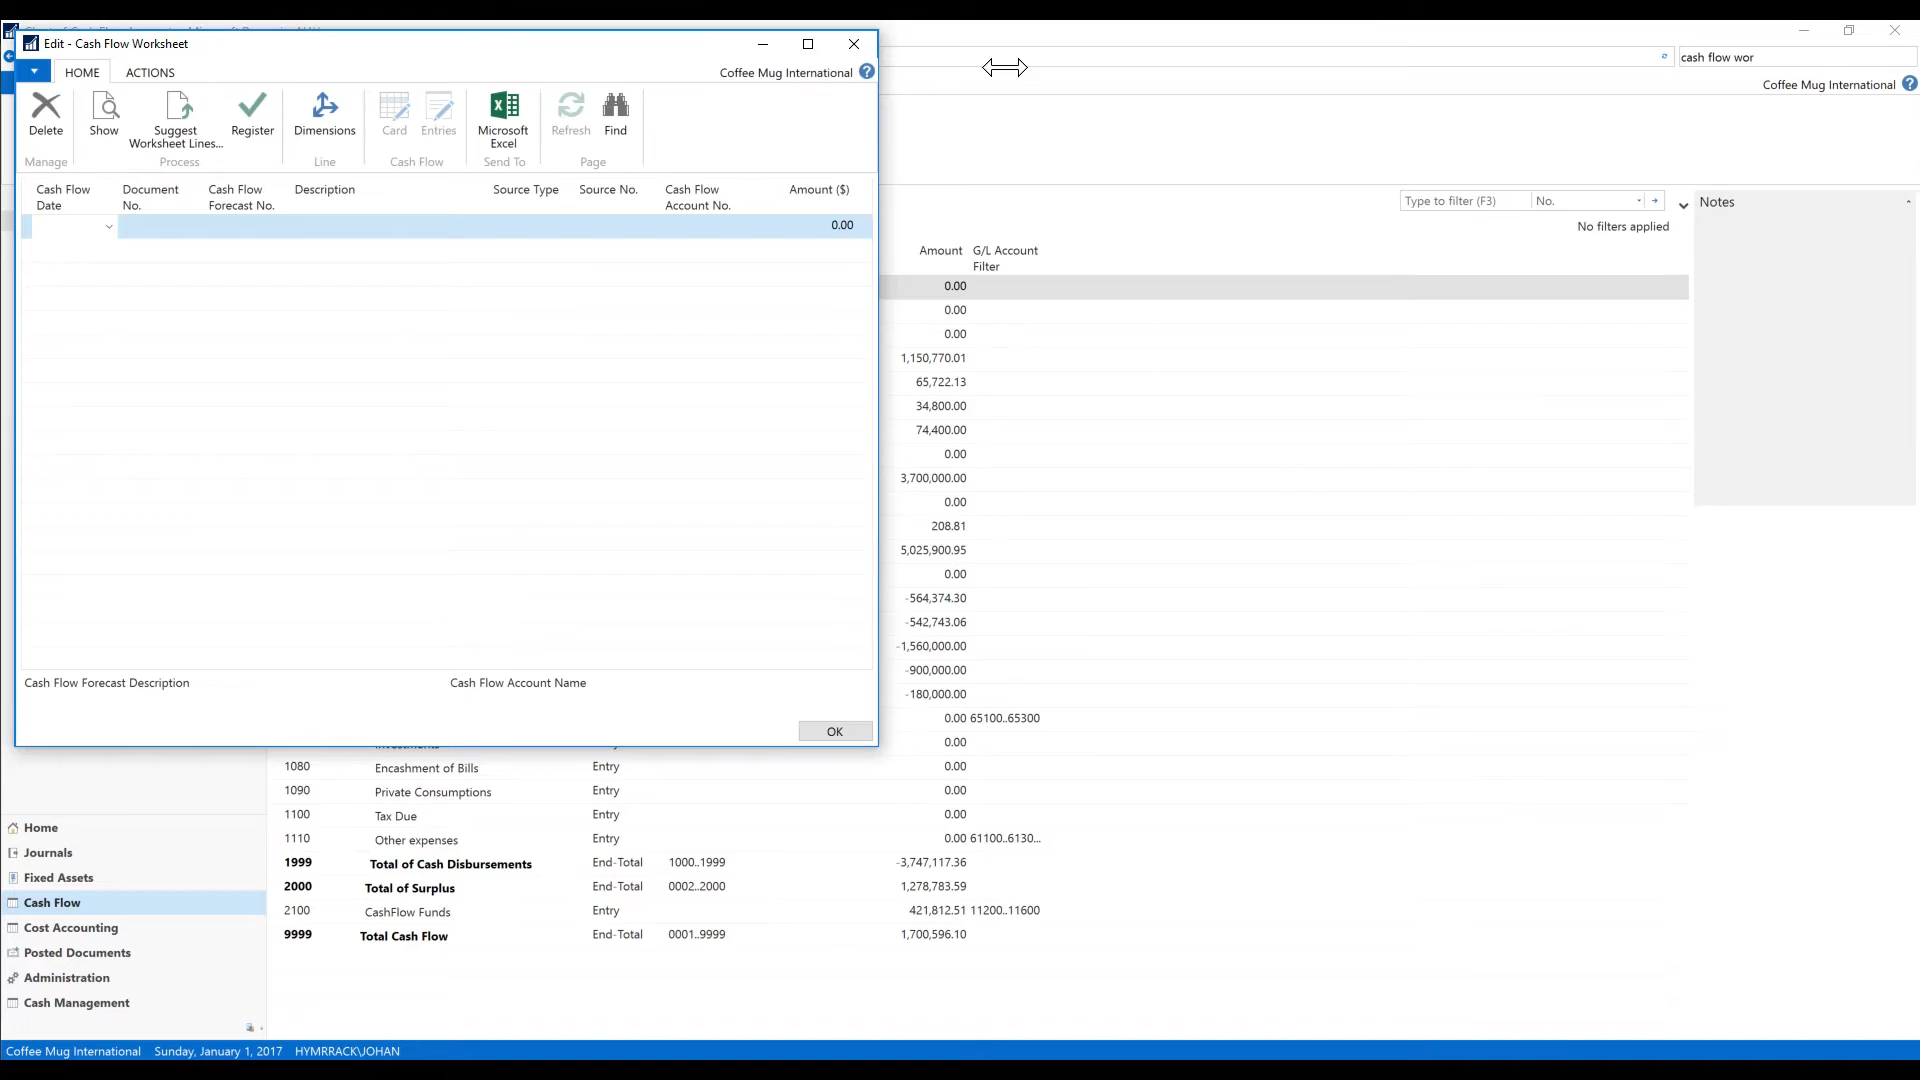 Edit - Cash Flow Worksheet
cash flow wor
HOME
ACTIONS
Coffee Mug International
Coffee Mug International
Delete
Show
Suggest
Worksheet Lines...
Register
Dimensions
Card
Entries
Microsoft
Excel
Refresh
Find
Manage
Process
Line
Cash Flow
Send To
Page
Cash Flow
Date
Document
No.
Cash Flow
Forecast No.
Description
Source Type
Source No.
Cash Flow
Account No.
Amount ($)
0.00
Type to filter (F3)
No.
Notes
No filters applied
Amount
G/L Account
Filter
0.00
0.00
0.00
1,150,770.01
65,722.13
34,800.00
74,400.00
0.00
3,700,000.00
0.00
208.81
5,025,900.95
0.00
-564,374.30
-542,743.06
-1,560,000.00
-900,000.00
-180,000.00
0.00 65100..65300
0.00
Cash Flow Forecast Description
Cash Flow Account Name
OK
1080 Encashment of Bills Entry 0.00
1090 Private Consumptions Entry 0.00
1100 Tax Due Entry 0.00
1110 Other expenses Entry 0.00 61100..6130...
1999 Total of Cash Disbursements End-Total 1000..1999 -3,747,117.36
2000 Total of Surplus End-Total 0002..2000 1,278,783.59
2100 CashFlow Funds Entry 421,812.51 11200..11600
9999 Total Cash Flow End-Total 0001..9999 1,700,596.10
Home
Journals
Fixed Assets
Cash Flow
Cost Accounting
Posted Documents
Administration
Cash Management
Coffee Mug International Sunday, January 1, 2017 HYMRRACK\JOHAN